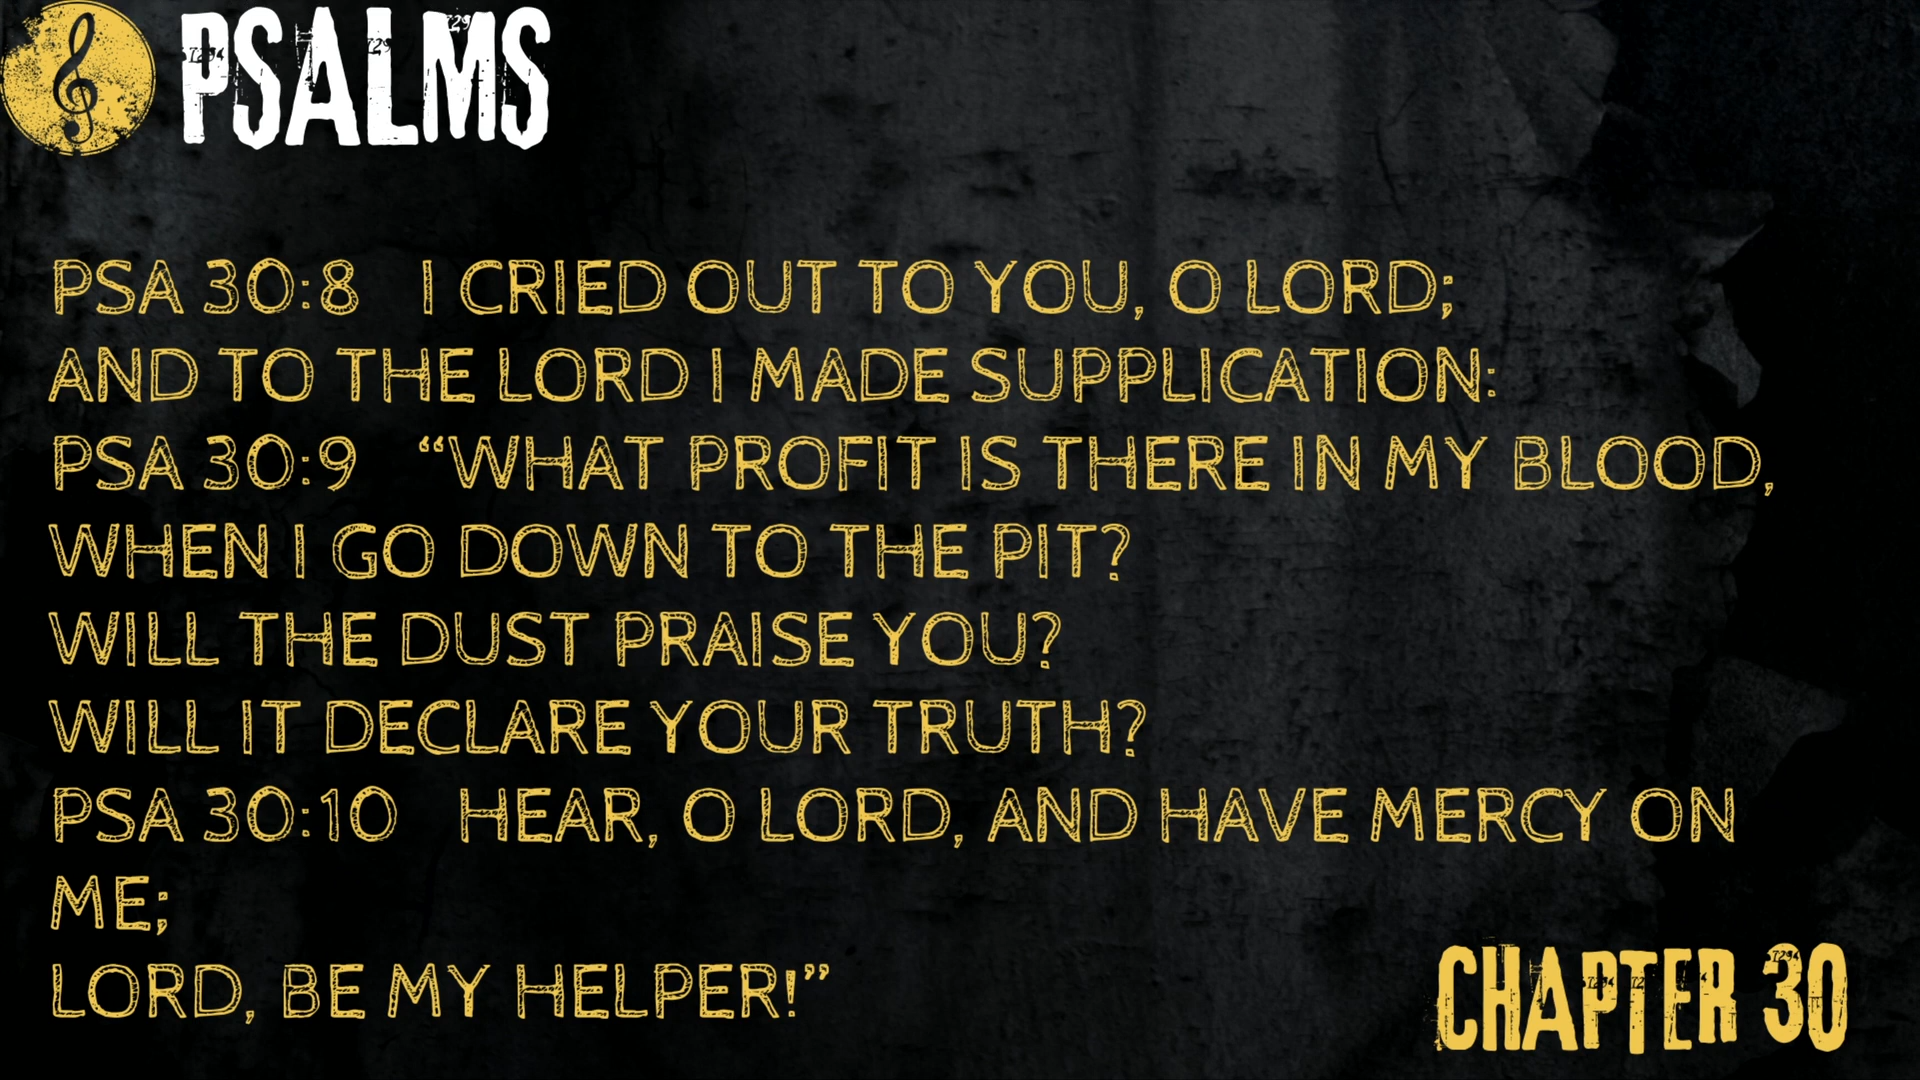 PSALMS
PSA 30:8 I CRIED OUT TO YOU, O LORD;
AND TO THE LORD I MADE SUPPLICATION:
PSA 30:9 “WHAT PROFIT IS THERE IN MY BLOOD,
WHEN I GO DOWN TO THE PIT?
WILL THE DUST PRAISE YOU?
WILL IT DECLARE YOUR TRUTH?
PSA 30:10 HEAR, O LORD, AND HAVE MERCY ON
ME;
LORD, BE MY HELPER!”
CHAPTER 30